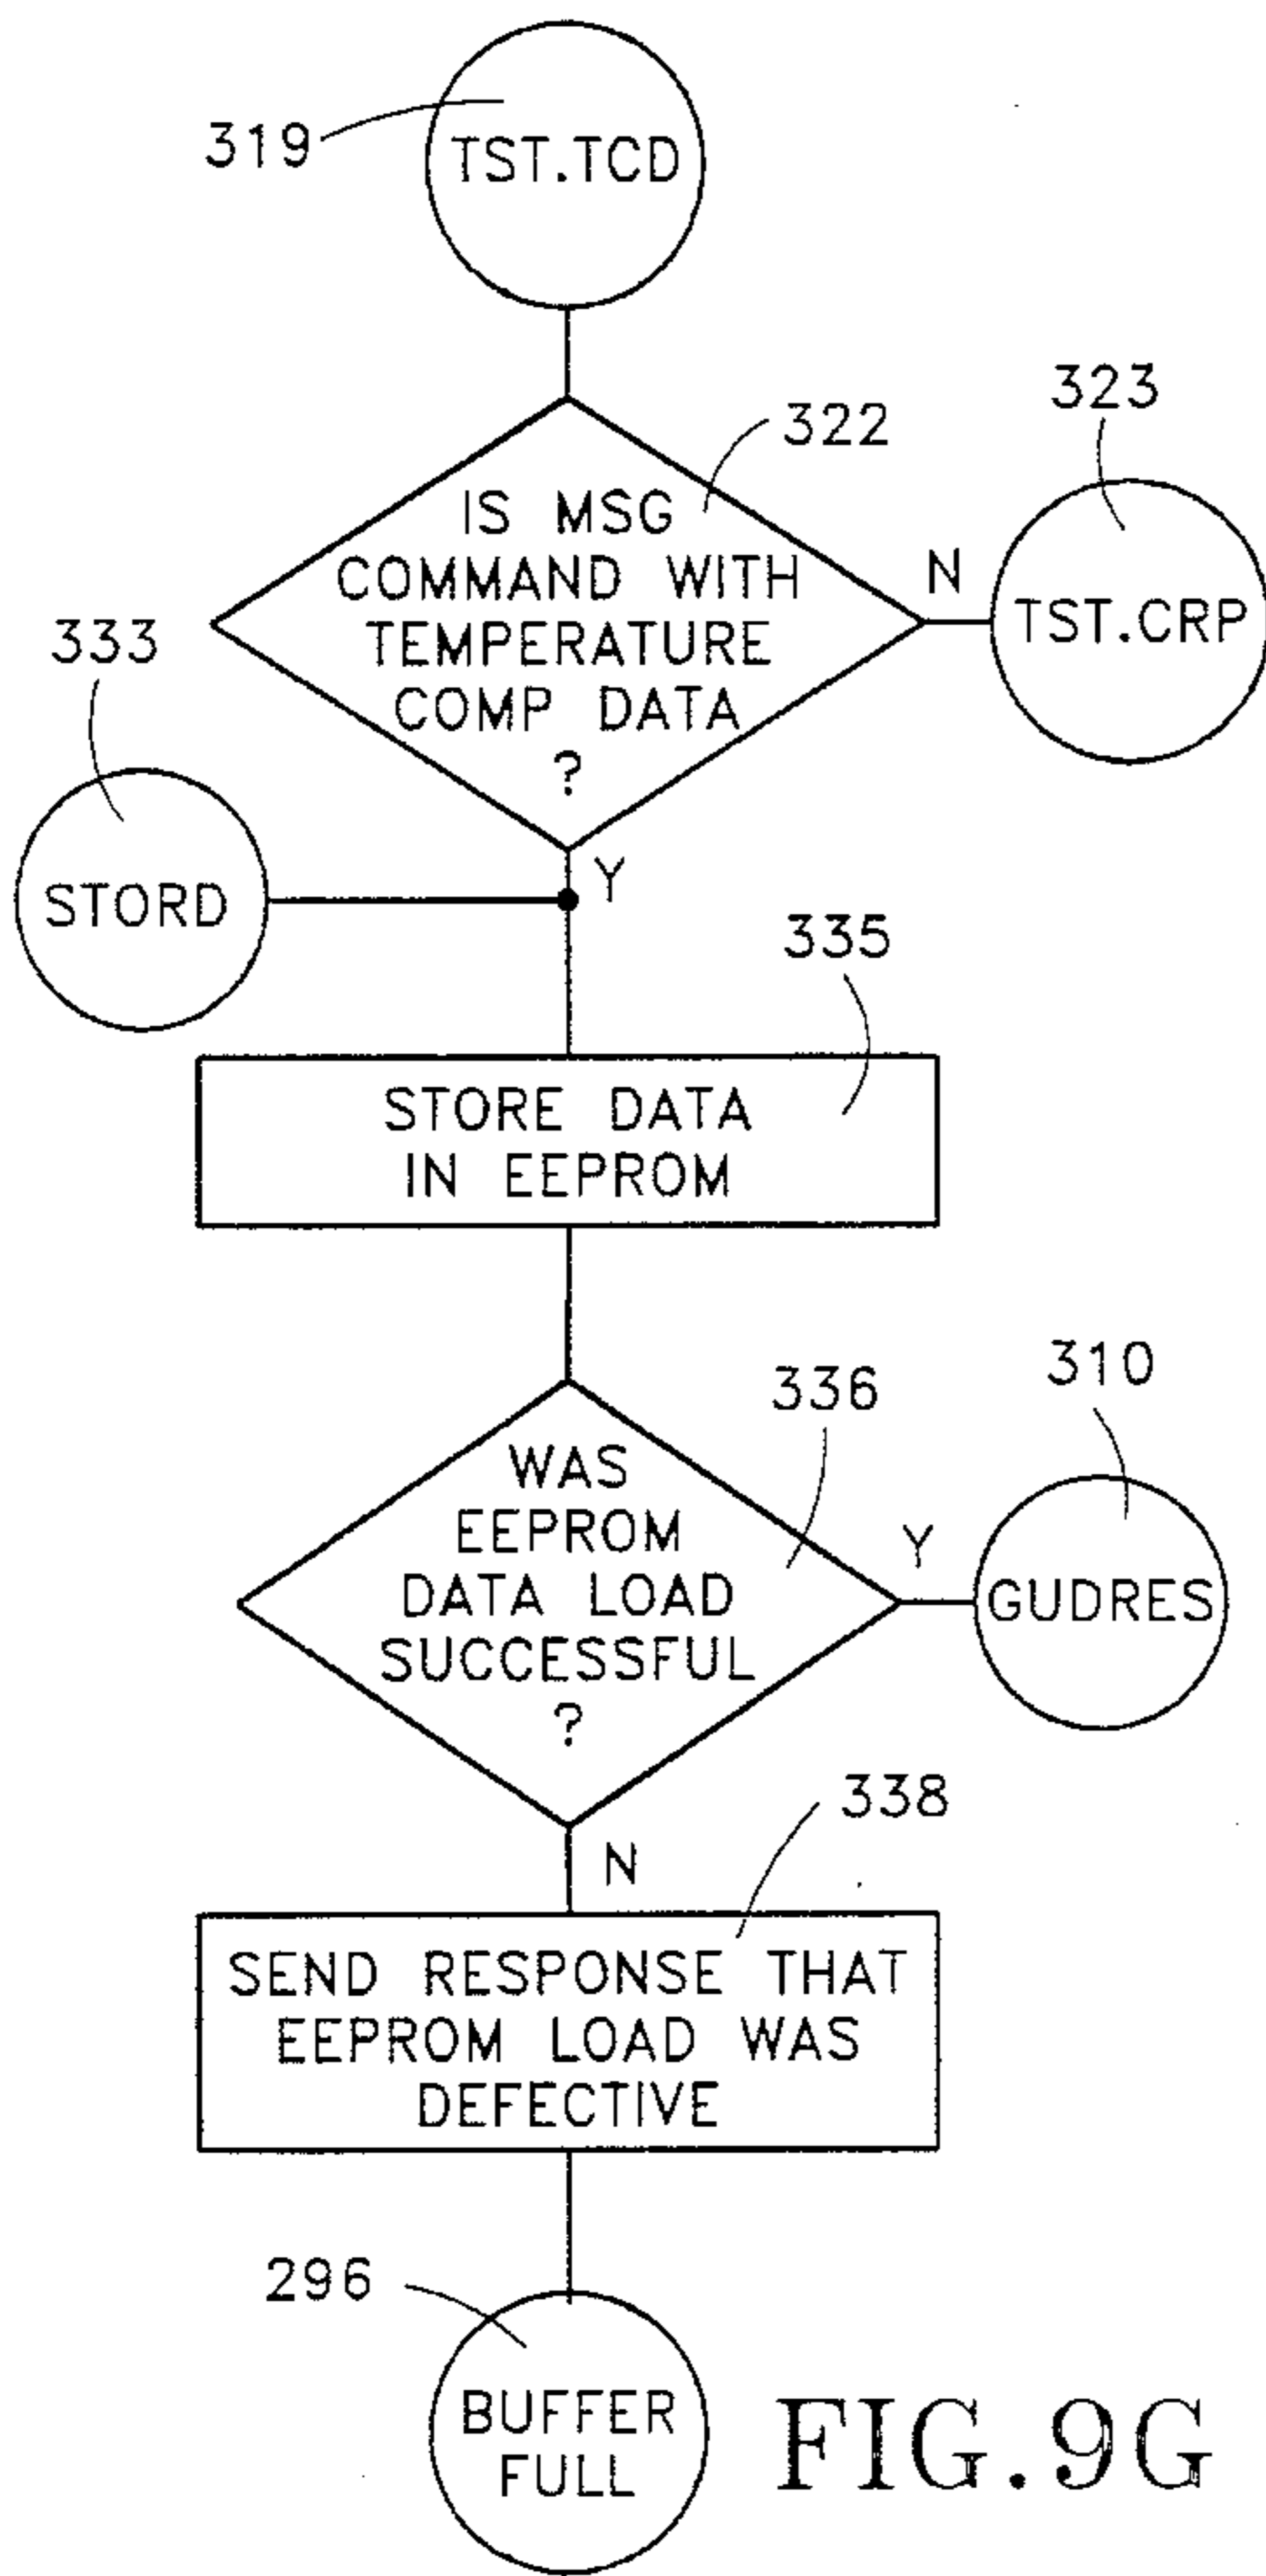 319
TST.TCD
322
323
IS MSG
COMMAND WITH
TEMPERATURE
COMP DATA
?
N
TST.CRP
333
STORD
Y
335
STORE DATA
IN EEPROM
336
310
WAS
EEPROM
DATA LOAD
SUCCESSFUL
?
Y
GUDRES
338
N
SEND RESPONSE THAT
EEPROM LOAD WAS
DEFECTIVE
296
BUFFER
FULL
FIG.9G